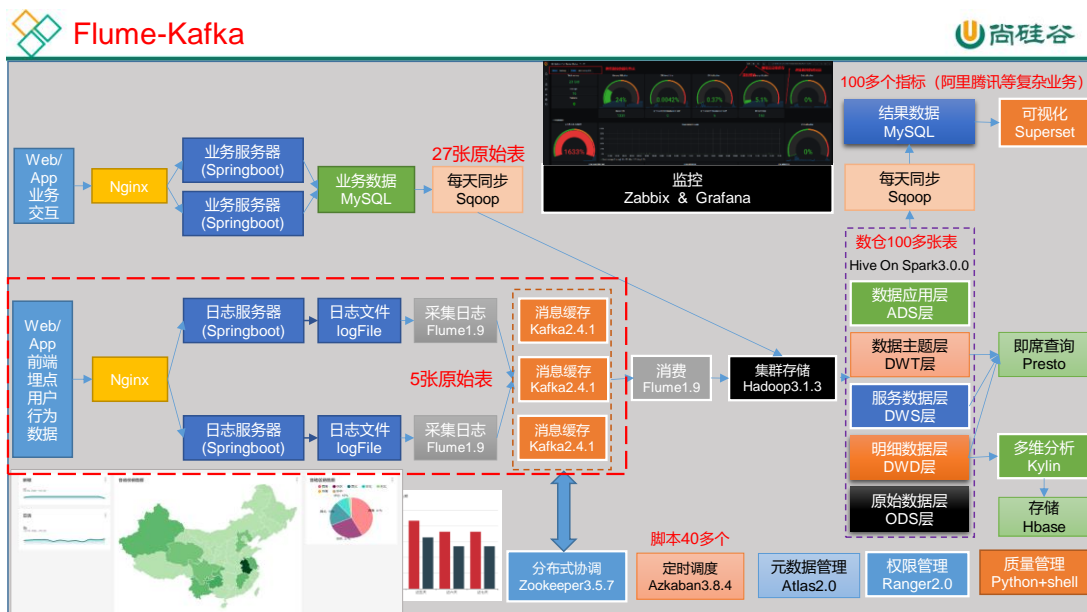 Flume-Kafka
尚硅谷
100多个指标（阿里腾讯等复杂业务）
结果数据
MySQL
可视化
Superset
Web/
App
业务
交互
Nginx
业务服务器
(Springboot)
业务服务器
(Springboot)
业务数据
MySQL
27张原始表
每天同步
Sqoop
监控
Zabbix & Grafana
每天同步
Sqoop
数仓100多张表
Hive On Spark3.0.0
数据应用层
ADS层
数据主题层
DWT层
服务数据层
DWS层
明细数据层
DWD层
原始数据层
ODS层
即席查询
Presto
多维分析
Kylin
存储
Hbase
Web/
App
前端
埋点
用户
行为
数据
Nginx
日志服务器
(Springboot)
日志文件
logFile
采集日志
Flume1.9
消息缓存
Kafka2.4.1
5张原始表
消息缓存
Kafka2.4.1
消费
Flume1.9
集群存储
Hadoop3.1.3
日志服务器
(Springboot)
日志文件
logFile
采集日志
Flume1.9
消息缓存
Kafka2.4.1
分布式协调
Zookeeper3.5.7
脚本40多个
定时调度
Azkaban3.8.4
元数据管理
Atlas2.0
权限管理
Ranger2.0
质量管理
Python+shell